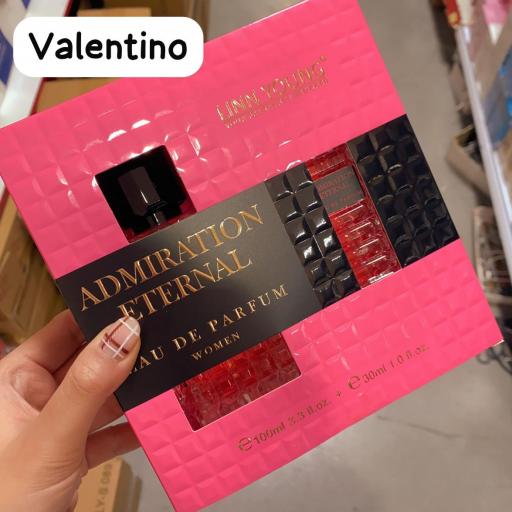 Valentino
LINN YOUNG
ADMIRATION
ETERNAL
EAU DE PARFUM
WOMEN
ETERNAL
℮100ml 3.3 fl.oz. + ℮30ml 1.0 fl.oz.